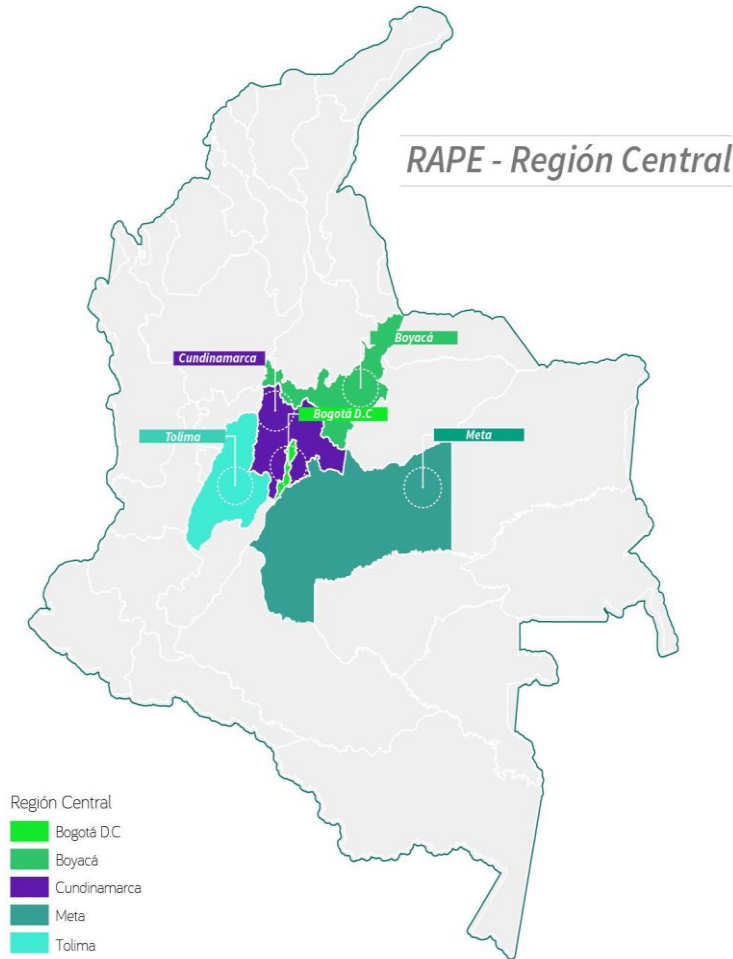 RAPE - Región Central
Boyacá
Cundinamarca
Bogotá D.C
Tolima
Meta
Región Central
Bogotá D.C
Boyacá
Cundinamarca
Meta
Tolima